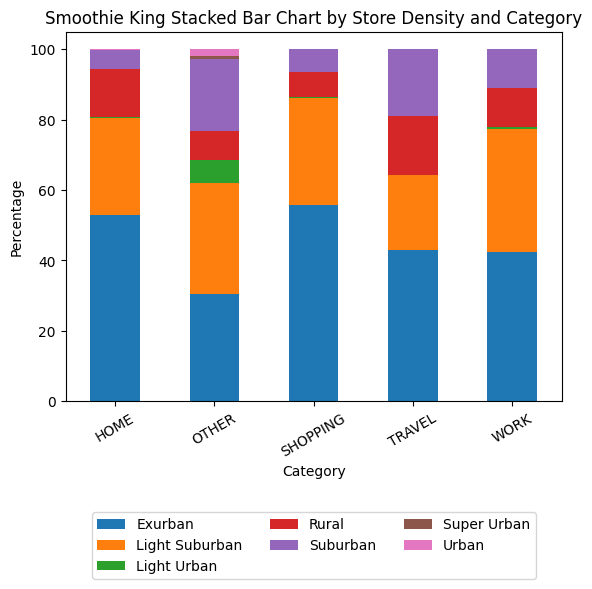 Smoothie King Stacked Bar Chart by Store Density and Category
100
80
60
40
20
0
Percentage
HOME
OTHER
SHOPPING
TRAVEL
WORK
Category
Exurban
Light Suburban
Light Urban
Rural
Suburban
Super Urban
Urban